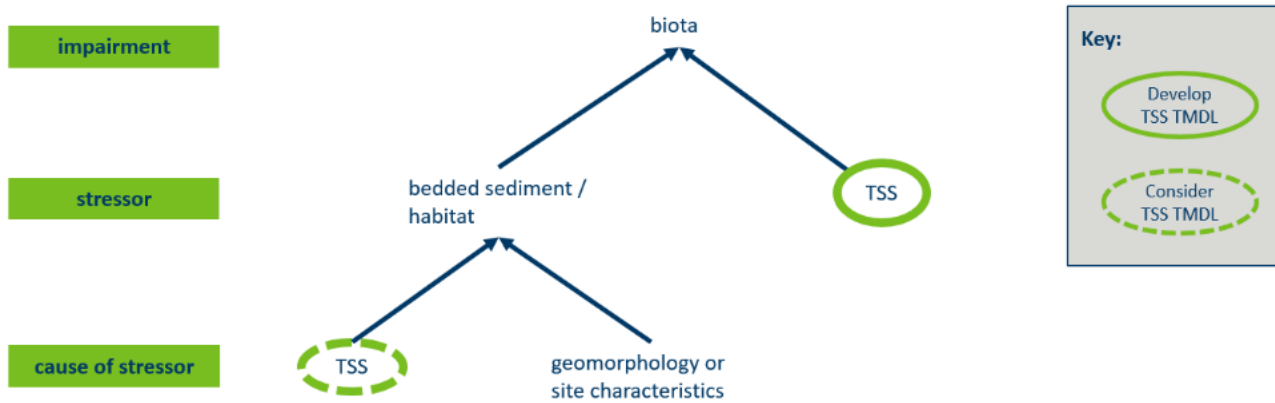 impairment
biota
Key:
Develop
TSS TMDL
stressor
bedded sediment /
habitat
TSS
Consider
TSS TMDL
cause of stressor
TSS
geomorphology or
site characteristics